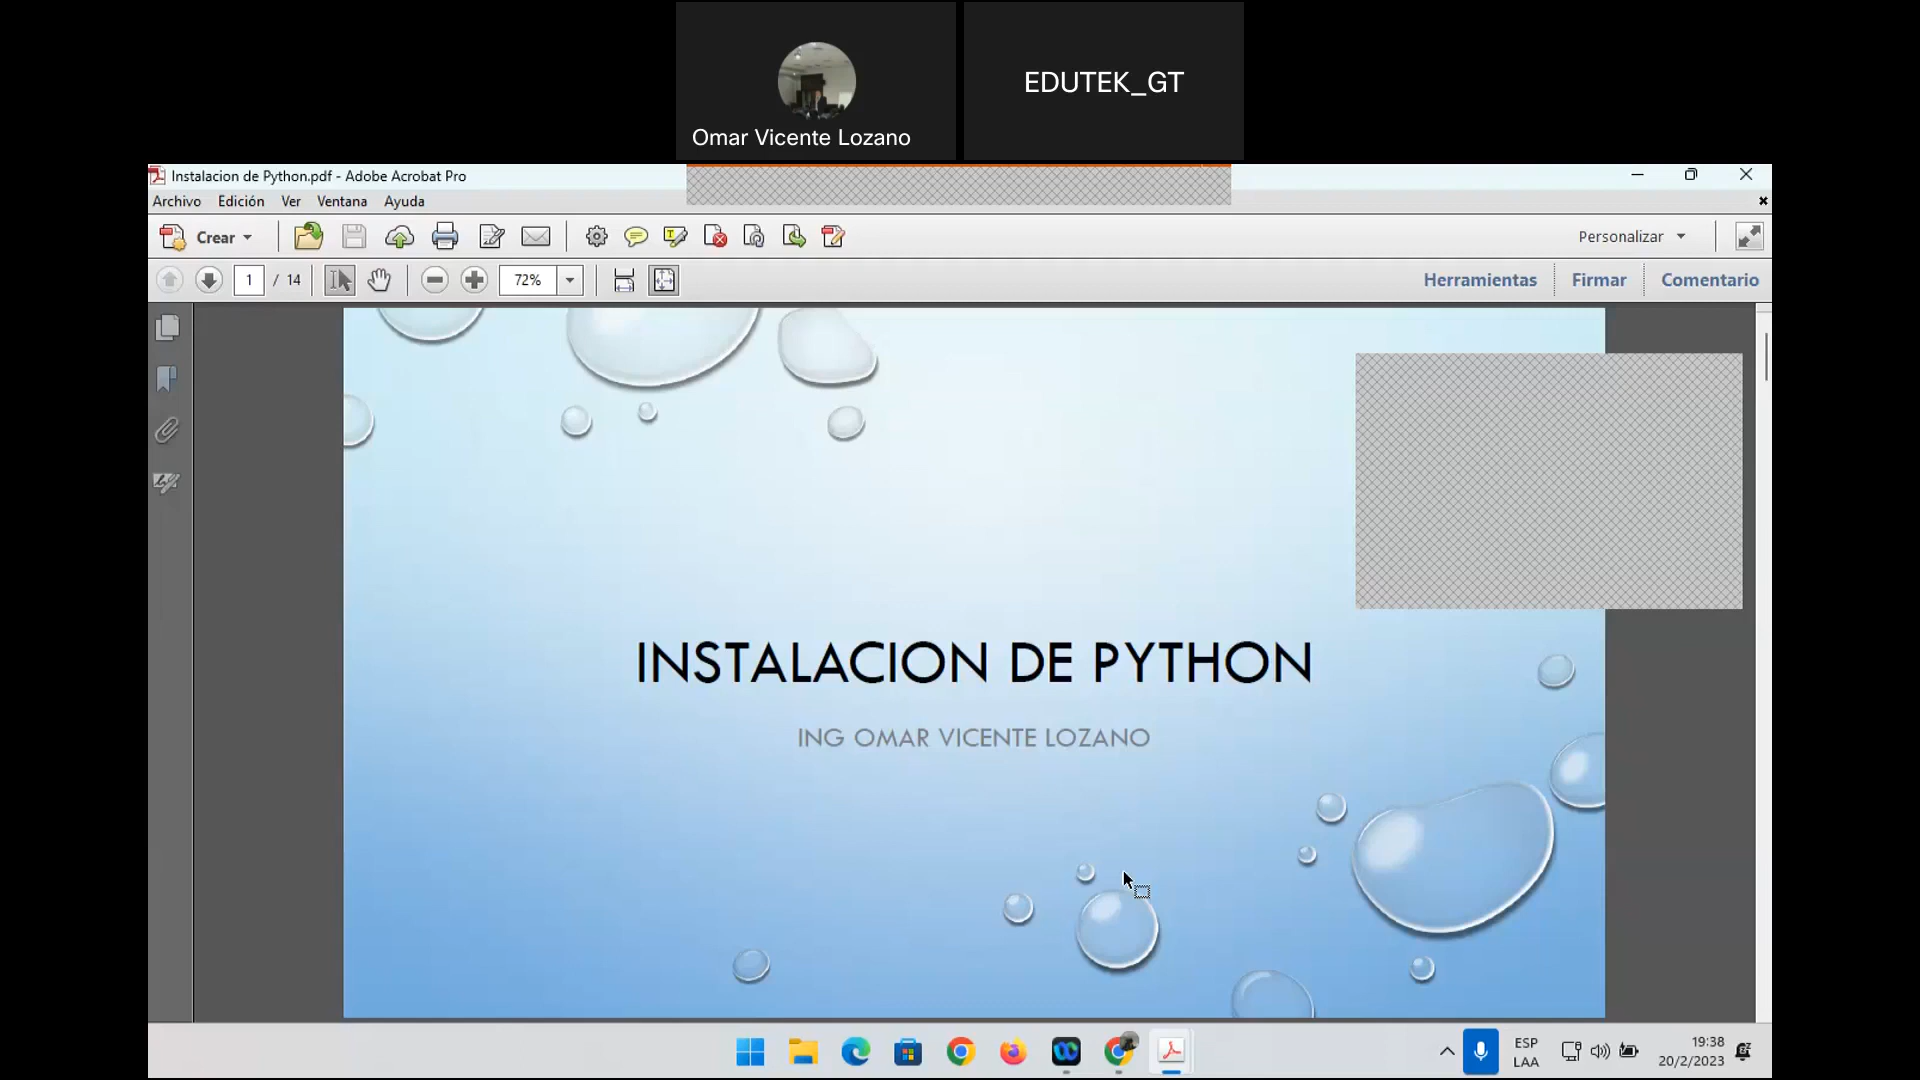 Omar Vicente Lozano
EDUTEK_GT
Instalacion de Python.pdf - Adobe Acrobat Pro
Archivo Edición Ver Ventana Ayuda
Crear
Personalizar
1 / 14
72%
Herramientas
Firmar
Comentario
INSTALACION DE PYTHON
ING OMAR VICENTE LOZANO
ESP
LAA
19:38
20/2/2023